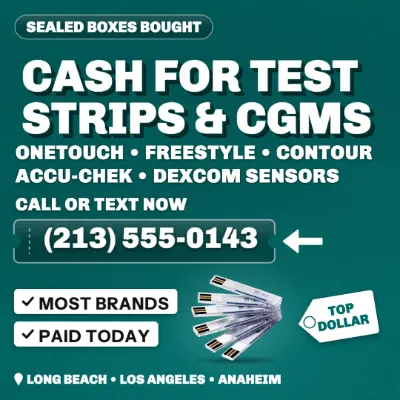 SEALED BOXES BOUGHT
CASH FOR TEST
STRIPS & CGMS
ONETOUCH • FREESTYLE • CONTOUR
ACCU-CHEK • DEXCOM SENSORS
CALL OR TEXT NOW
(213) 555-0143
✓ MOST BRANDS
✓ PAID TODAY
TOP
DOLLAR
LONG BEACH • LOS ANGELES • ANAHEIM